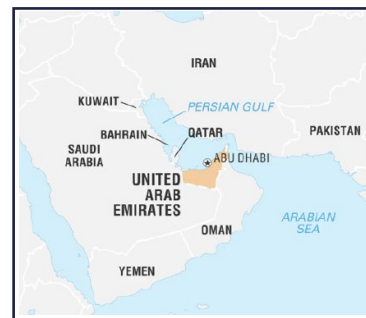 IRAN
KUWAIT
PERSIAN GULF
BAHRAIN
QATAR
PAKISTAN
SAUDI
ARABIA
ABU DHABI
UNITED
ARAB
EMIRATES
ARABIAN
SEA
OMAN
YEMEN